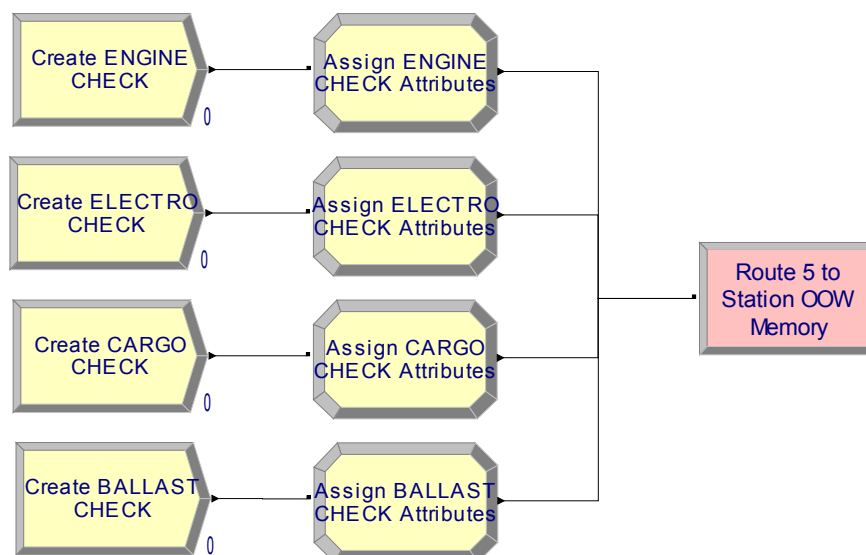 Create ENGINE
CHECK
0
Assign ENGINE
CHECK Attributes
Create ELECTRO
CHECK
0
Assign ELECTRO
CHECK Attributes
Create CARGO
CHECK
0
Assign CARGO
CHECK Attributes
Create BALLAST
CHECK
0
Assign BALLAST
CHECK Attributes
Route 5 to
Station OOW
Memory